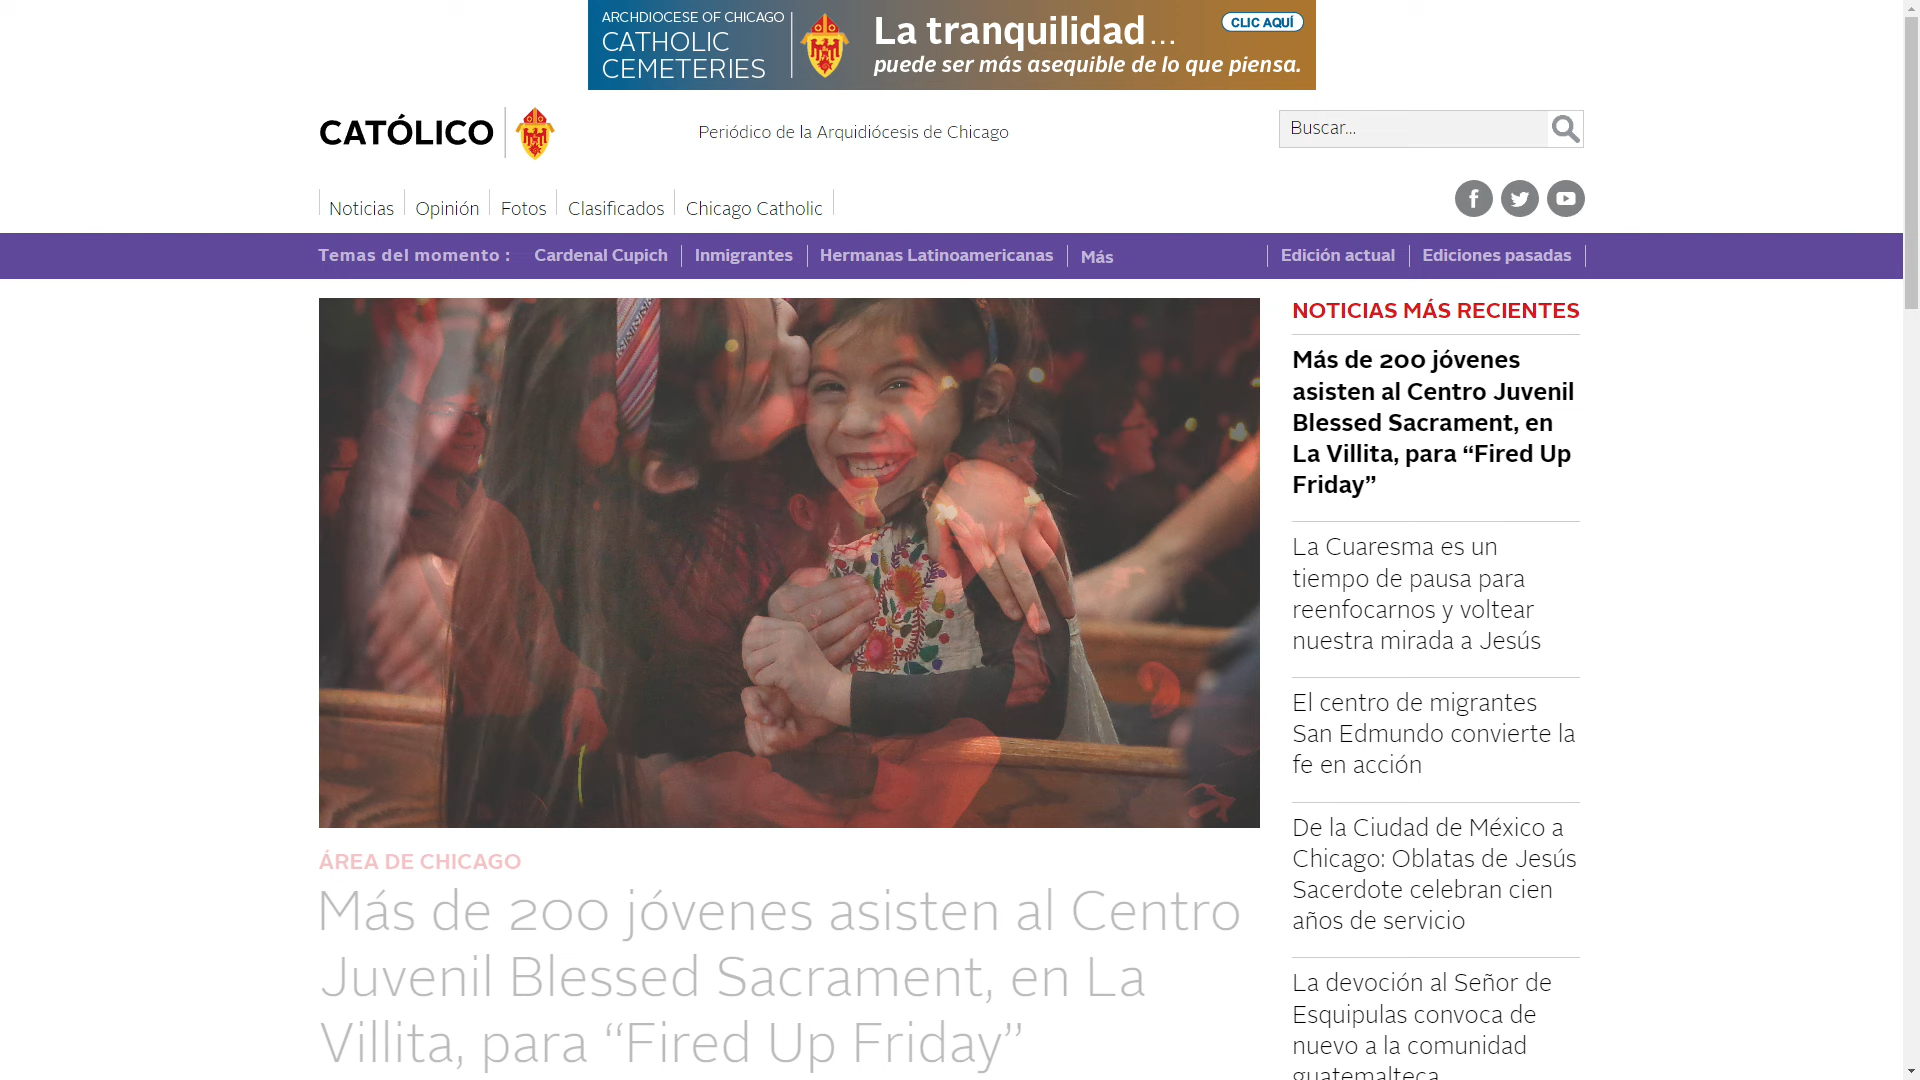 ARCHDIOCESE OF CHICAGO
CATHOLIC
CEMETERIES
La tranquilidad...
puede ser más asequible de lo que piensa.
CLIC AQUÍ
CATÓLICO
Periódico de la Arquidiócesis de Chicago
Buscar...
Noticias
Opinión
Fotos
Clasificados
Chicago Catholic
Temas del momento :
Cardenal Cupich
Inmigrantes
Hermanas Latinoamericanas
Más
Edición actual
Ediciones pasadas
ÁREA DE CHICAGO
Más de 200 jóvenes asisten al Centro
Juvenil Blessed Sacrament, en La
Villita, para “Fired Up Friday”
NOTICIAS MÁS RECIENTES
Más de 200 jóvenes
asisten al Centro Juvenil
Blessed Sacrament, en
La Villita, para “Fired Up
Friday”
La Cuaresma es un
tiempo de pausa para
reenfocarnos y voltear
nuestra mirada a Jesús
El centro de migrantes
San Edmundo convierte la
fe en acción
De la Ciudad de México a
Chicago: Oblatas de Jesús
Sacerdote celebran cien
años de servicio
La devoción al Señor de
Esquipulas convoca de
nuevo a la comunidad
guatemalteca